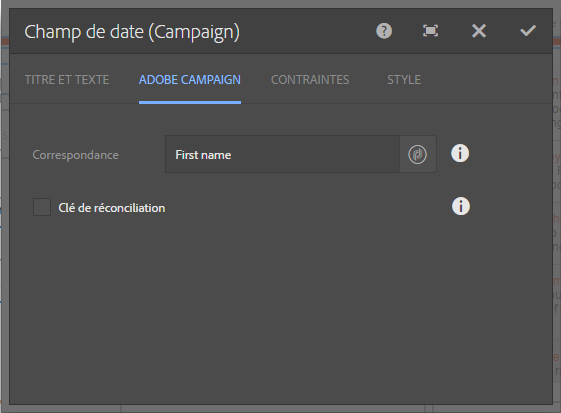 Champ de date (Campaign)
TITRE ET TEXTE ADOBE CAMPAIGN CONTRAINTES STYLE
Correspondance First name
Clé de réconciliation